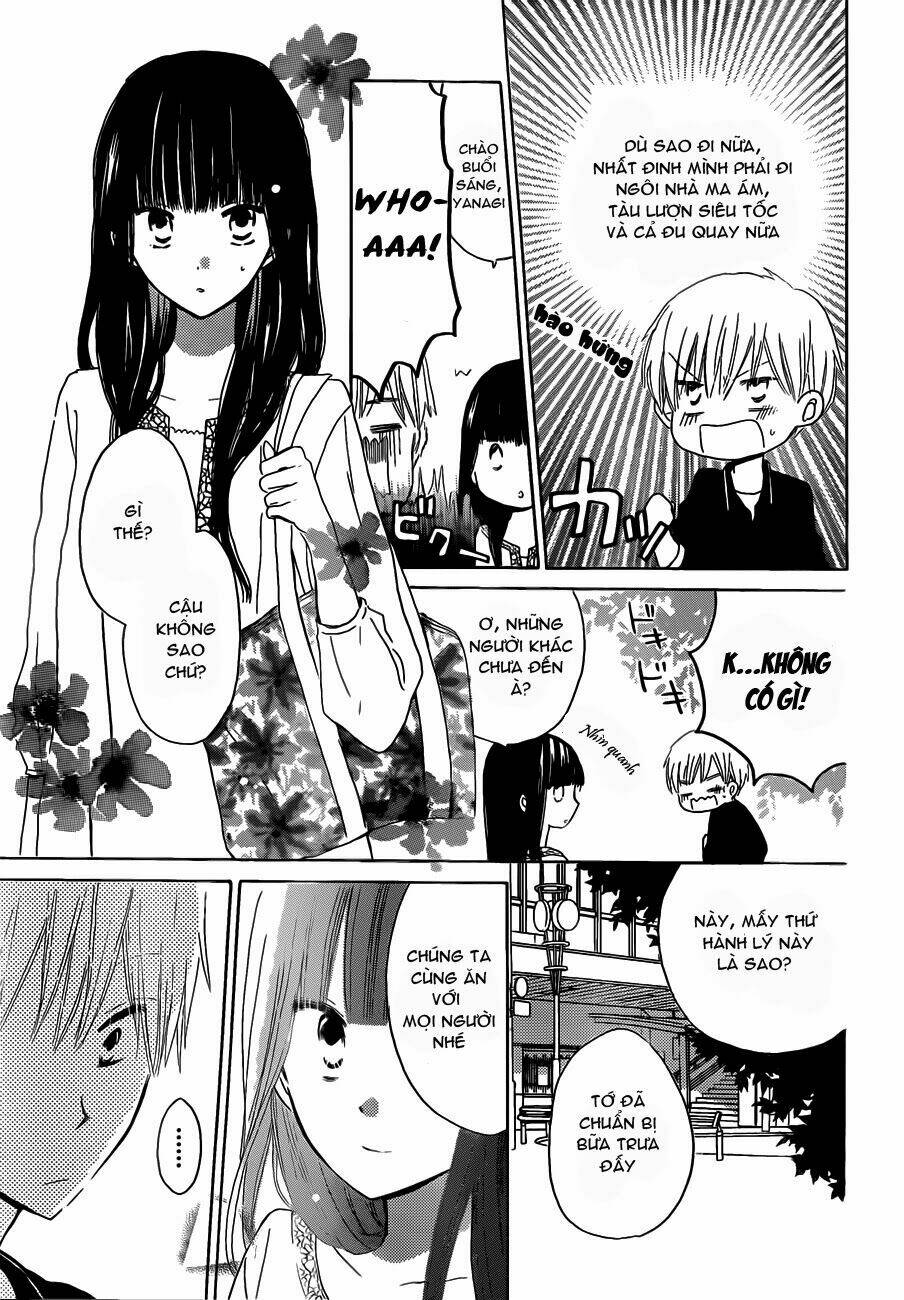 DÙ SAO ĐI NỮA,
NHẤT ĐỊNH MÌNH PHẢI ĐI
NGÔI NHÀ MA ÁM,
TÀU LƯỢN SIÊU TỐC
VÀ CẢ ĐU QUAY NỮA
hào hứng
カッ
CHÀO
BUỔI
SÁNG,
YANAGI
WHO-
AAA!
ビクー
GÌ
THẾ?
CẬU
KHÔNG
SAO
CHỨ?
K...KHÔNG
CÓ GÌ!
ドキドキ
Ơ, NHỮNG
NGƯỜI KHÁC
CHƯA ĐẾN
À?
Nhìn quanh
NÀY, MẤY THỨ
HÀNH LÝ NÀY
LÀ SAO?
TỚ ĐÃ
CHUẨN BỊ
BỮA TRƯA
ĐẤY
CHÚNG TA
CÙNG ĂN
VỚI
MỌI NGƯỜI
NHÉ
......